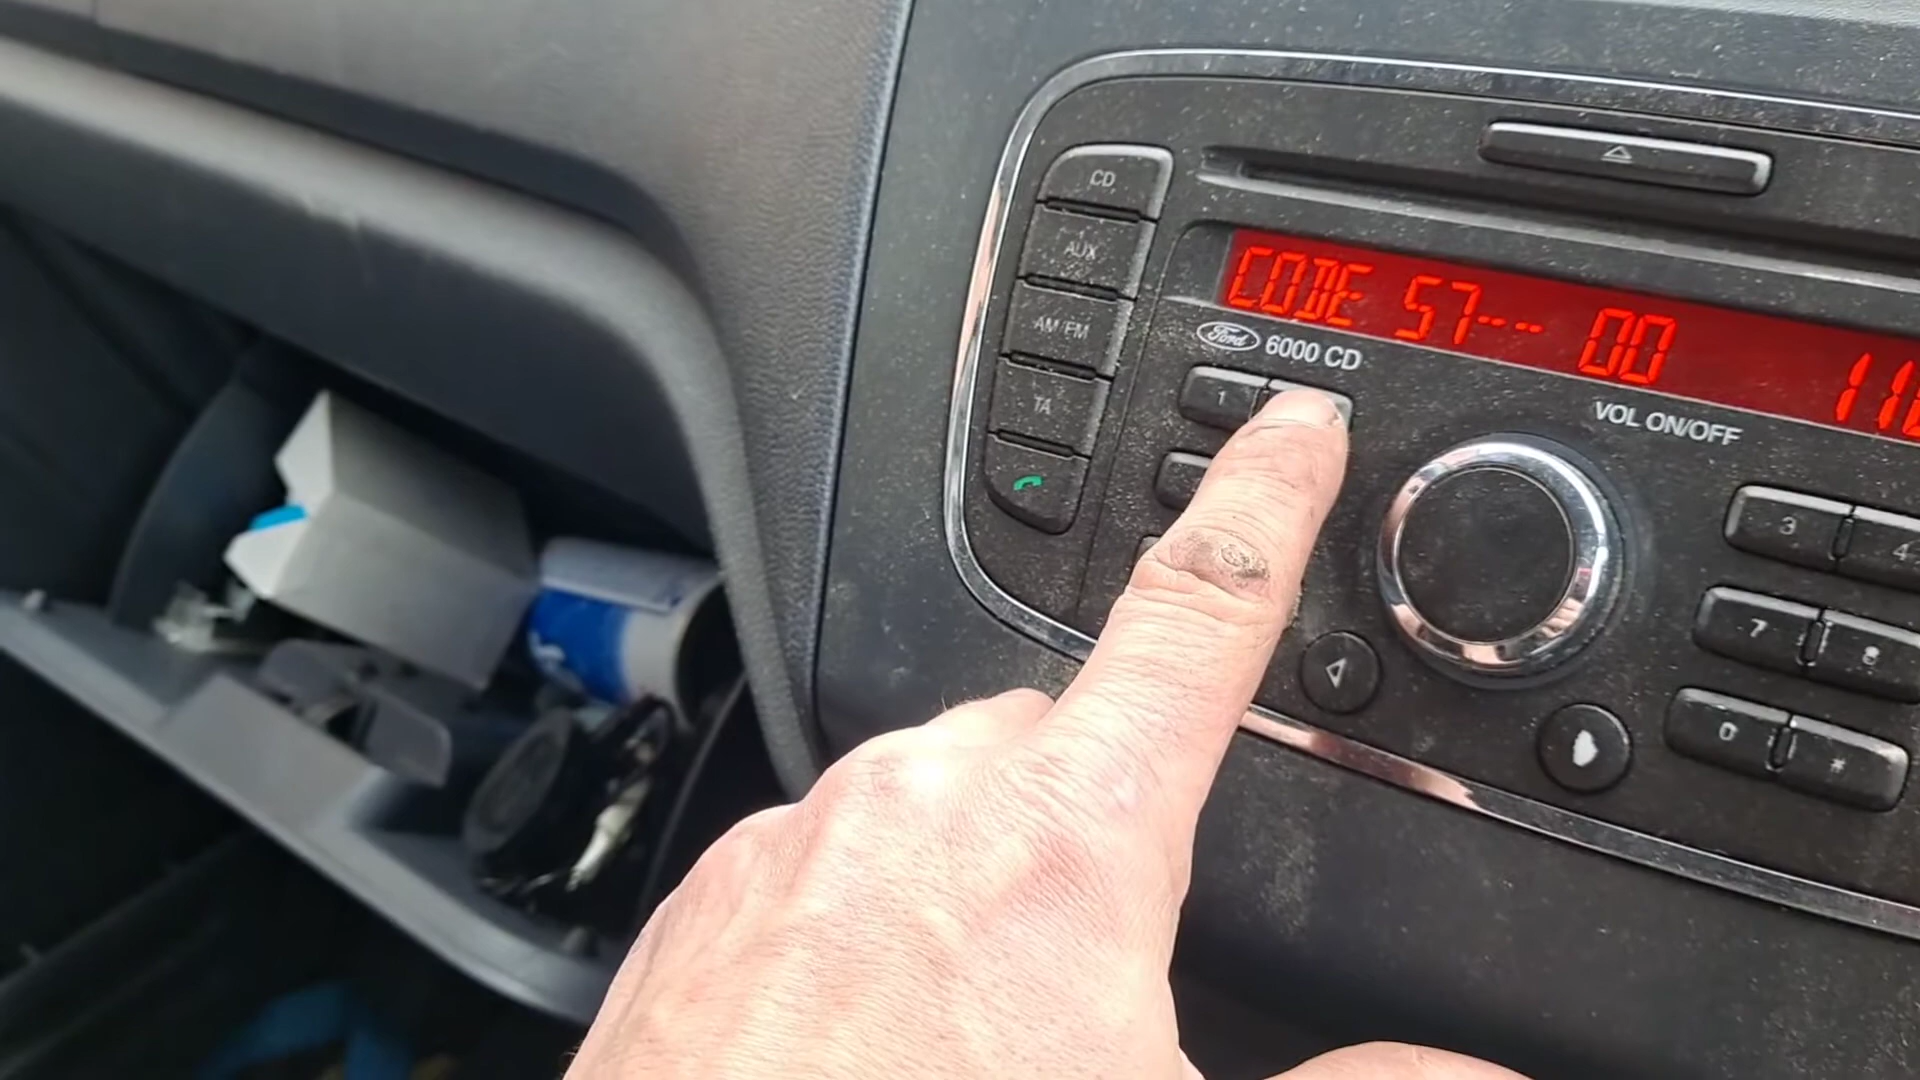 CD
AUX
CODE 57-- 00
AM/FM
Ford 6000 CD
TA
1
VOL ON/OFF
3 4
7 8
0 *